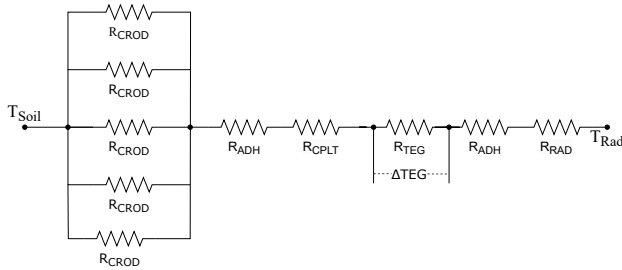 RCROD
RCROD
TSoil
RCROD
RADH
RCPLT
RTEG
RADH
RRAD
TRad
ΔTEG
RCROD
RCROD